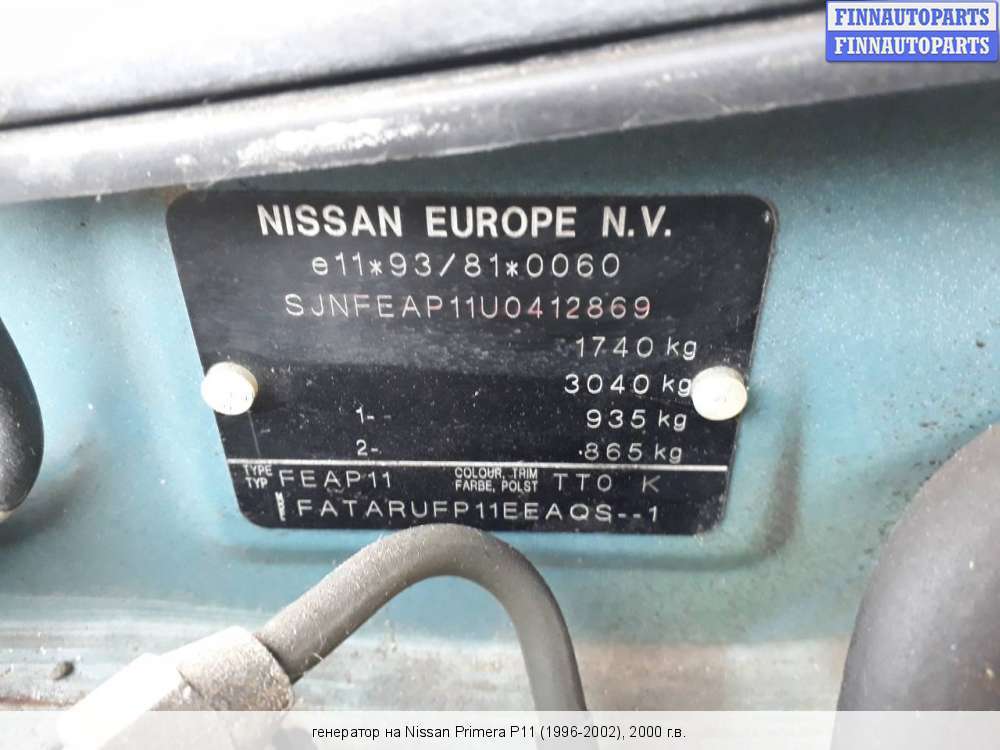 FINNAUTOPARTS
FINNAUTOPARTS
NISSAN EUROPE N.V.
e11*93/81*0060
SJNFEAP11U0412869
1740 kg
3040 kg
1- 935 kg
2- 865 kg
TYPE TYP FEAP11 COLOUR, TRIM FARBE, POLST TT0 K
FATARUFP11EEAQS--1
генератор на Nissan Primera P11 (1996-2002), 2000 г.в.